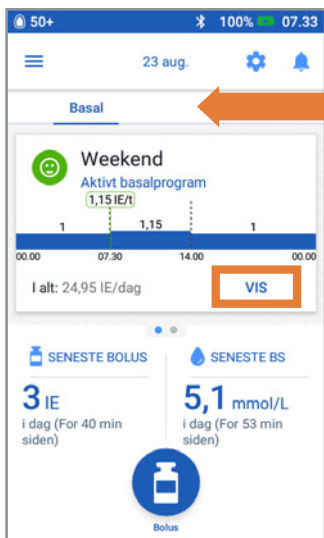 50+ 100% 07.33
23 aug.
Basal
Weekend
Aktivt basalprogram
1,15 IE/t
1 1,15 1
00.00 07.30 14.00 00.00
I alt: 24,95 IE/dag VIS
SENESTE BOLUS SENESTE BS
3 IE 5,1 mmol/L
i dag (For 40 min i dag (For 53 min
siden) siden)
Bolus